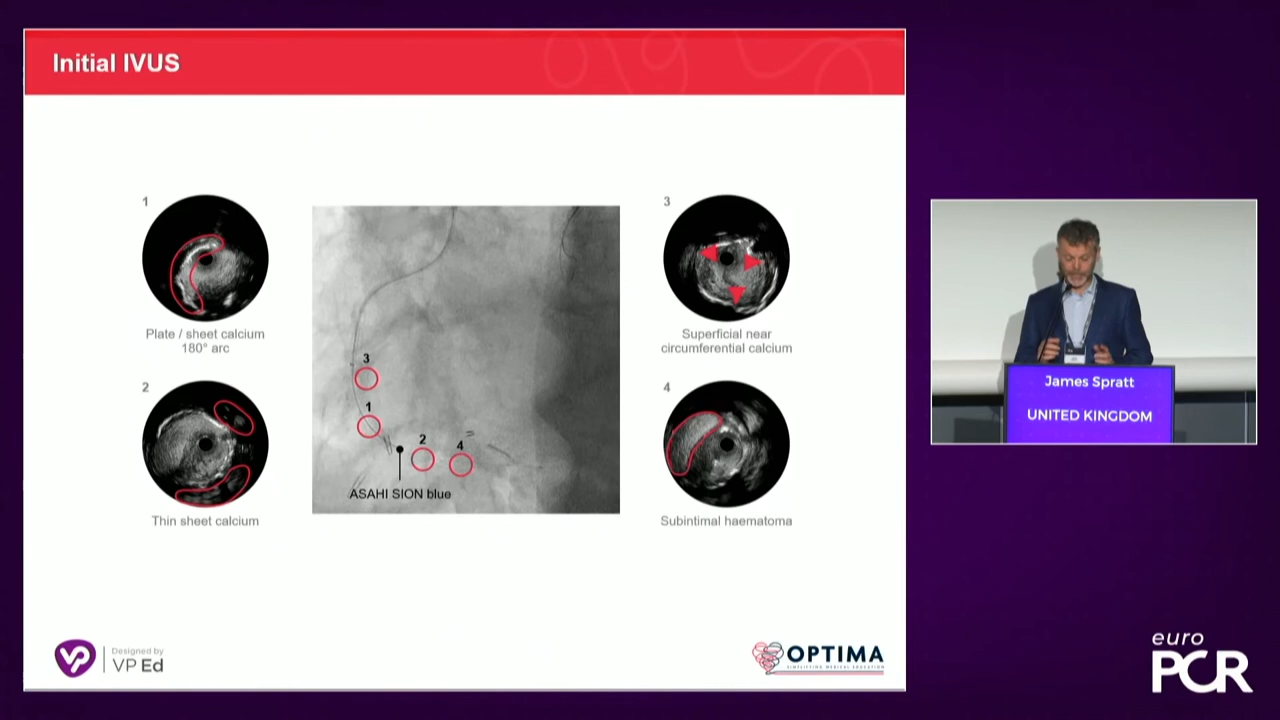 Initial IVUS
1
Plate / sheet calcium
180° arc
2
Thin sheet calcium
3
1
2
4
ASAHI SION blue
3
Superficial near
circumferential calcium
4
Subintimal haematoma
Designed by
VP Ed
OPTIMA
SIMPLIFYING MEDICAL EDUCATION
James Spratt
UNITED KINGDOM
euro
PCR